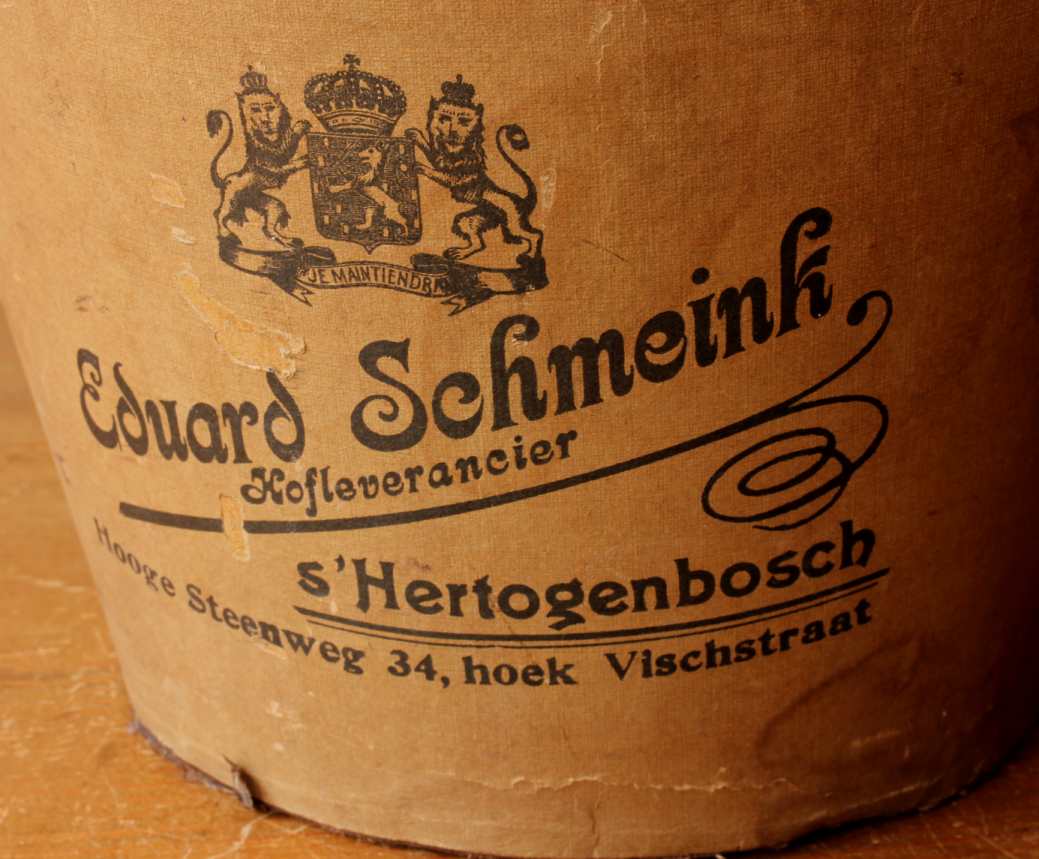 JE MAINTIENDRAI
Eduard Schmeink
Hofleverancier
s'Hertogenbosch
Hooge Steenweg 34, hoek Vischstraat